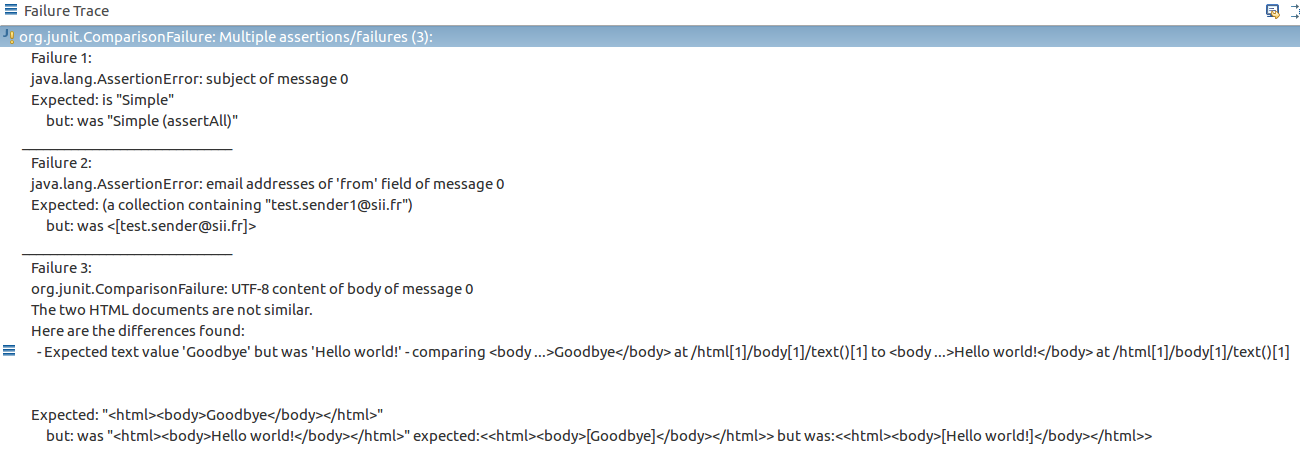 Failure Trace
org.junit.ComparisonFailure: Multiple assertions/failures (3):
Failure 1:
java.lang.AssertionError: subject of message 0
Expected: is "Simple"
but: was "Simple (assertAll)"
______________________________
Failure 2:
java.lang.AssertionError: email addresses of 'from' field of message 0
Expected: (a collection containing "test.sender1@sii.fr")
but: was <[test.sender@sii.fr]>
______________________________
Failure 3:
org.junit.ComparisonFailure: UTF-8 content of body of message 0
The two HTML documents are not similar.
Here are the differences found:
- Expected text value 'Goodbye' but was 'Hello world!' - comparing <body ...>Goodbye</body> at /html[1]/body[1]/text()[1] to <body ...>Hello world!</body> at /html[1]/body[1]/text()[1]
Expected: "<html><body>Goodbye</body></html>"
but: was "<html><body>Hello world!</body></html>" expected:<<html><body>[Goodbye]</body></html>> but was:<<html><body>[Hello world!]</body></html>>